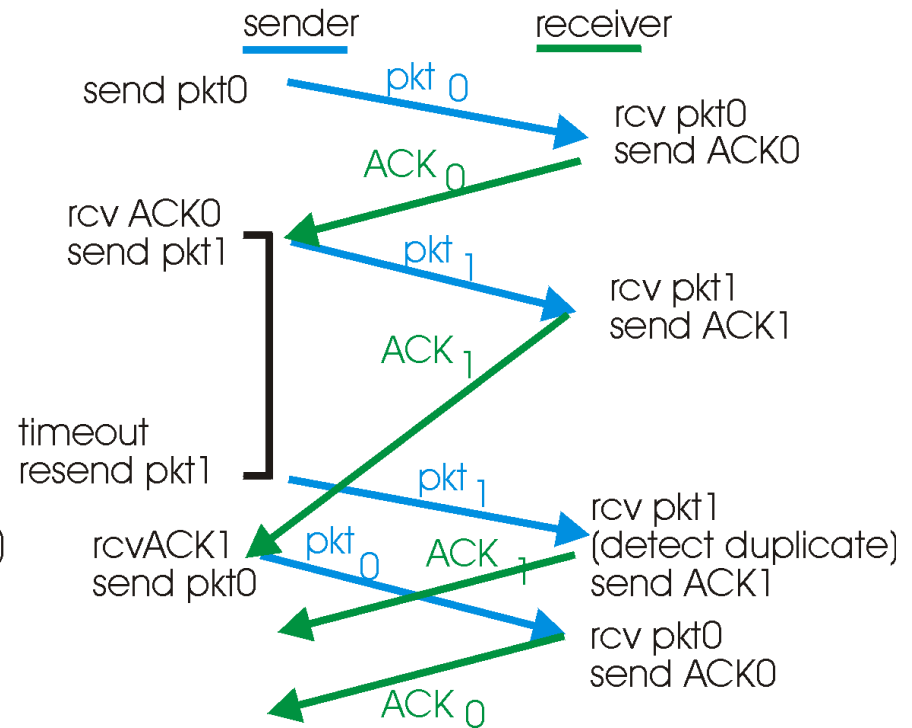 sender
receiver
send pkt0
pkt 0
rcv pkt0
send ACK0
ACK 0
rcv ACK0
send pkt1
pkt 1
rcv pkt1
send ACK1
ACK 1
timeout
resend pkt1
pkt 1
rcv pkt1
(detect duplicate)
send ACK1
)
rcvACK1
send pkt0
pkt 0
ACK 1
rcv pkt0
send ACK0
ACK 0